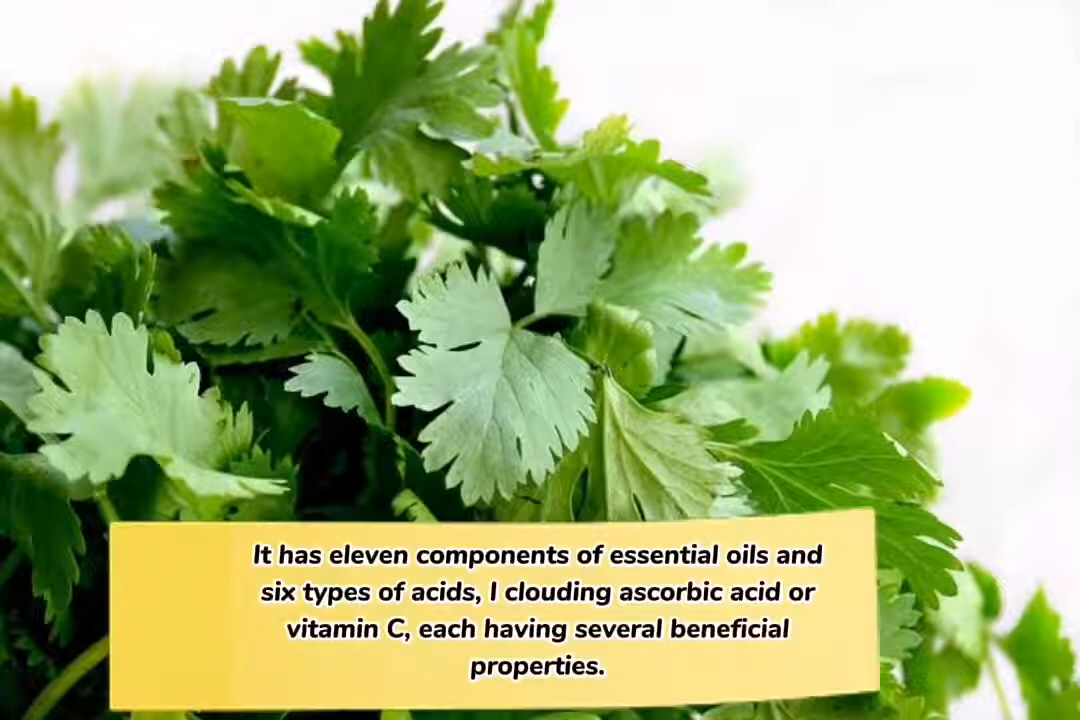 It has eleven components of essential oils and
six types of acids, I clouding ascorbic acid or
vitamin C, each having several beneficial
properties.